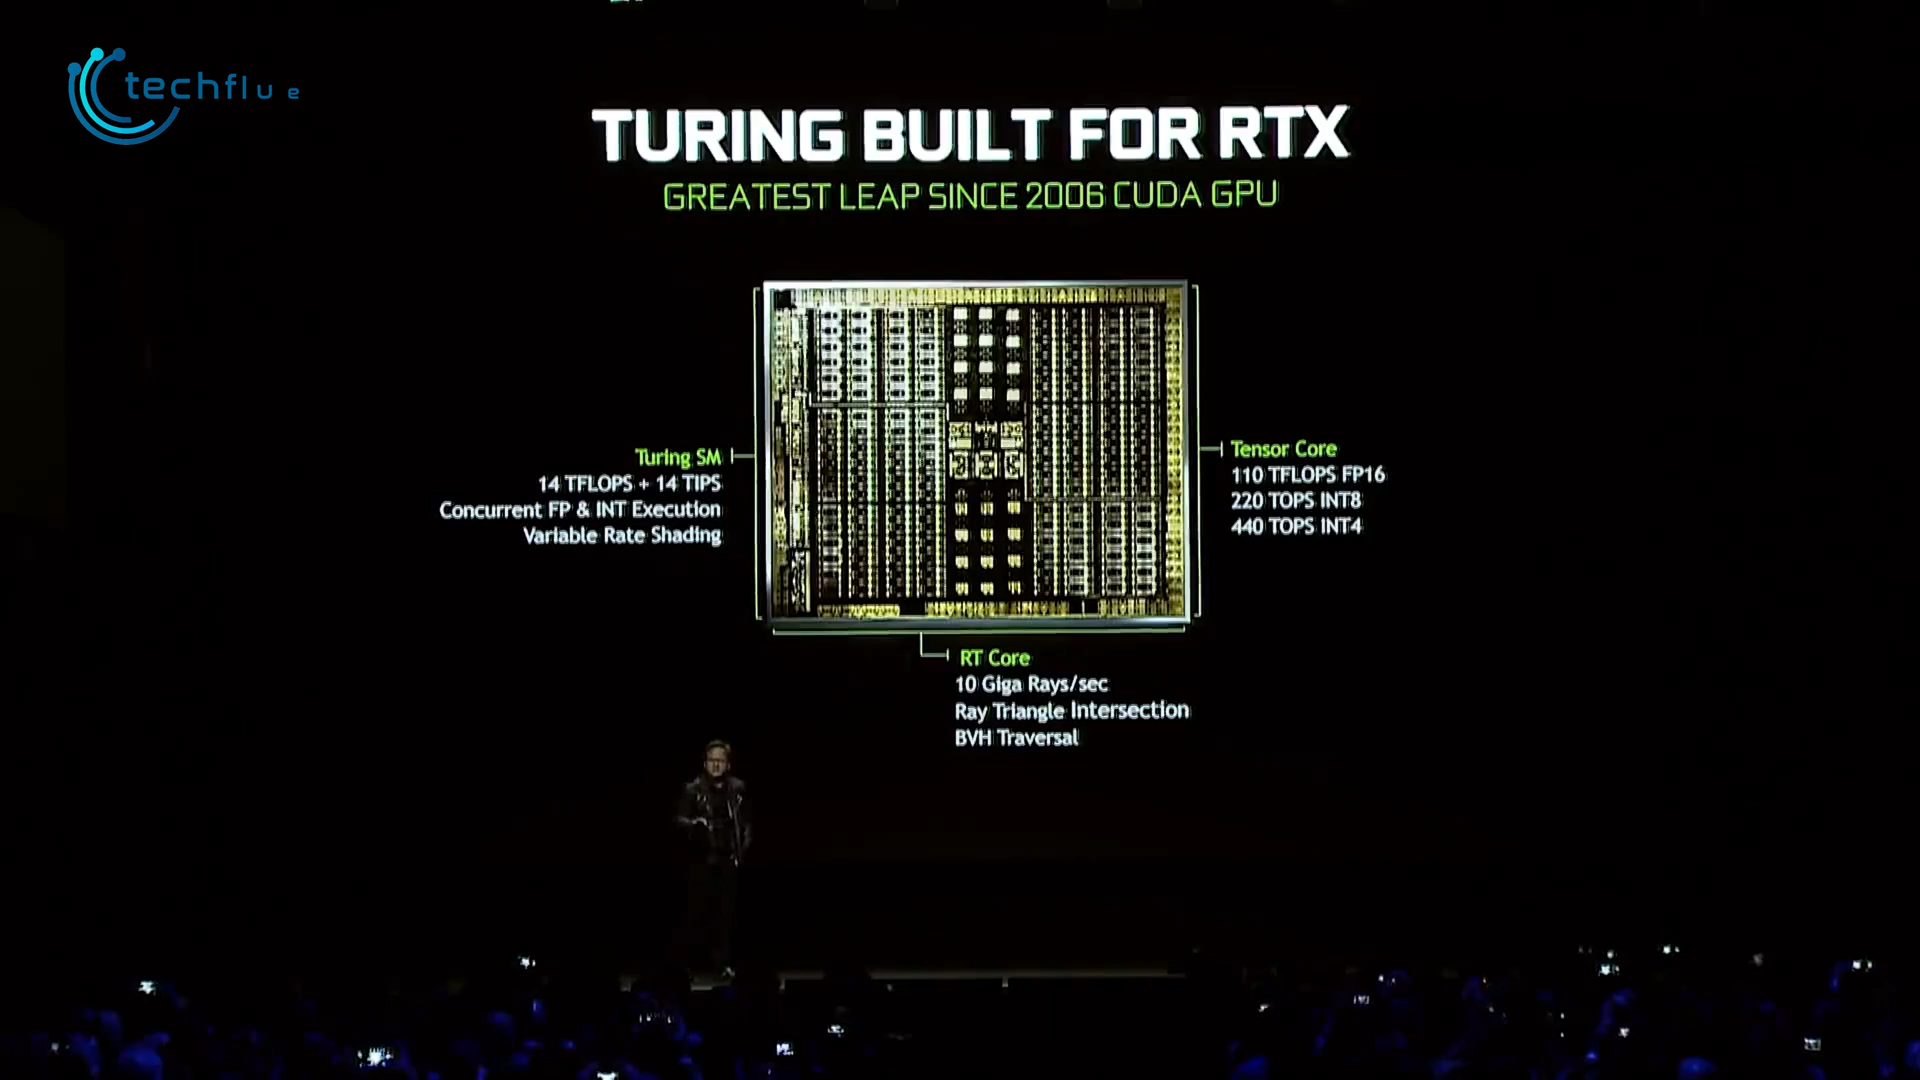 techflue
TURING BUILT FOR RTX
GREATEST LEAP SINCE 2006 CUDA GPU
Turing SM
14 TFLOPS + 14 TIPS
Concurrent FP & INT Execution
Variable Rate Shading
Tensor Core
110 TFLOPS FP16
220 TOPS INT8
440 TOPS INT4
RT Core
10 Giga Rays/sec
Ray Triangle Intersection
BVH Traversal